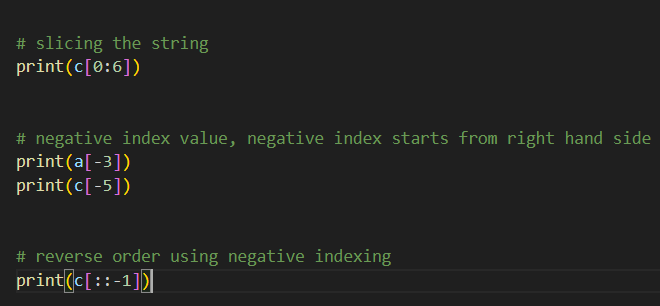 # slicing the string
print(c[0:6])
# negative index value, negative index starts from right hand side
print(a[-3])
print(c[-5])
# reverse order using negative indexing
print(c[::-1])